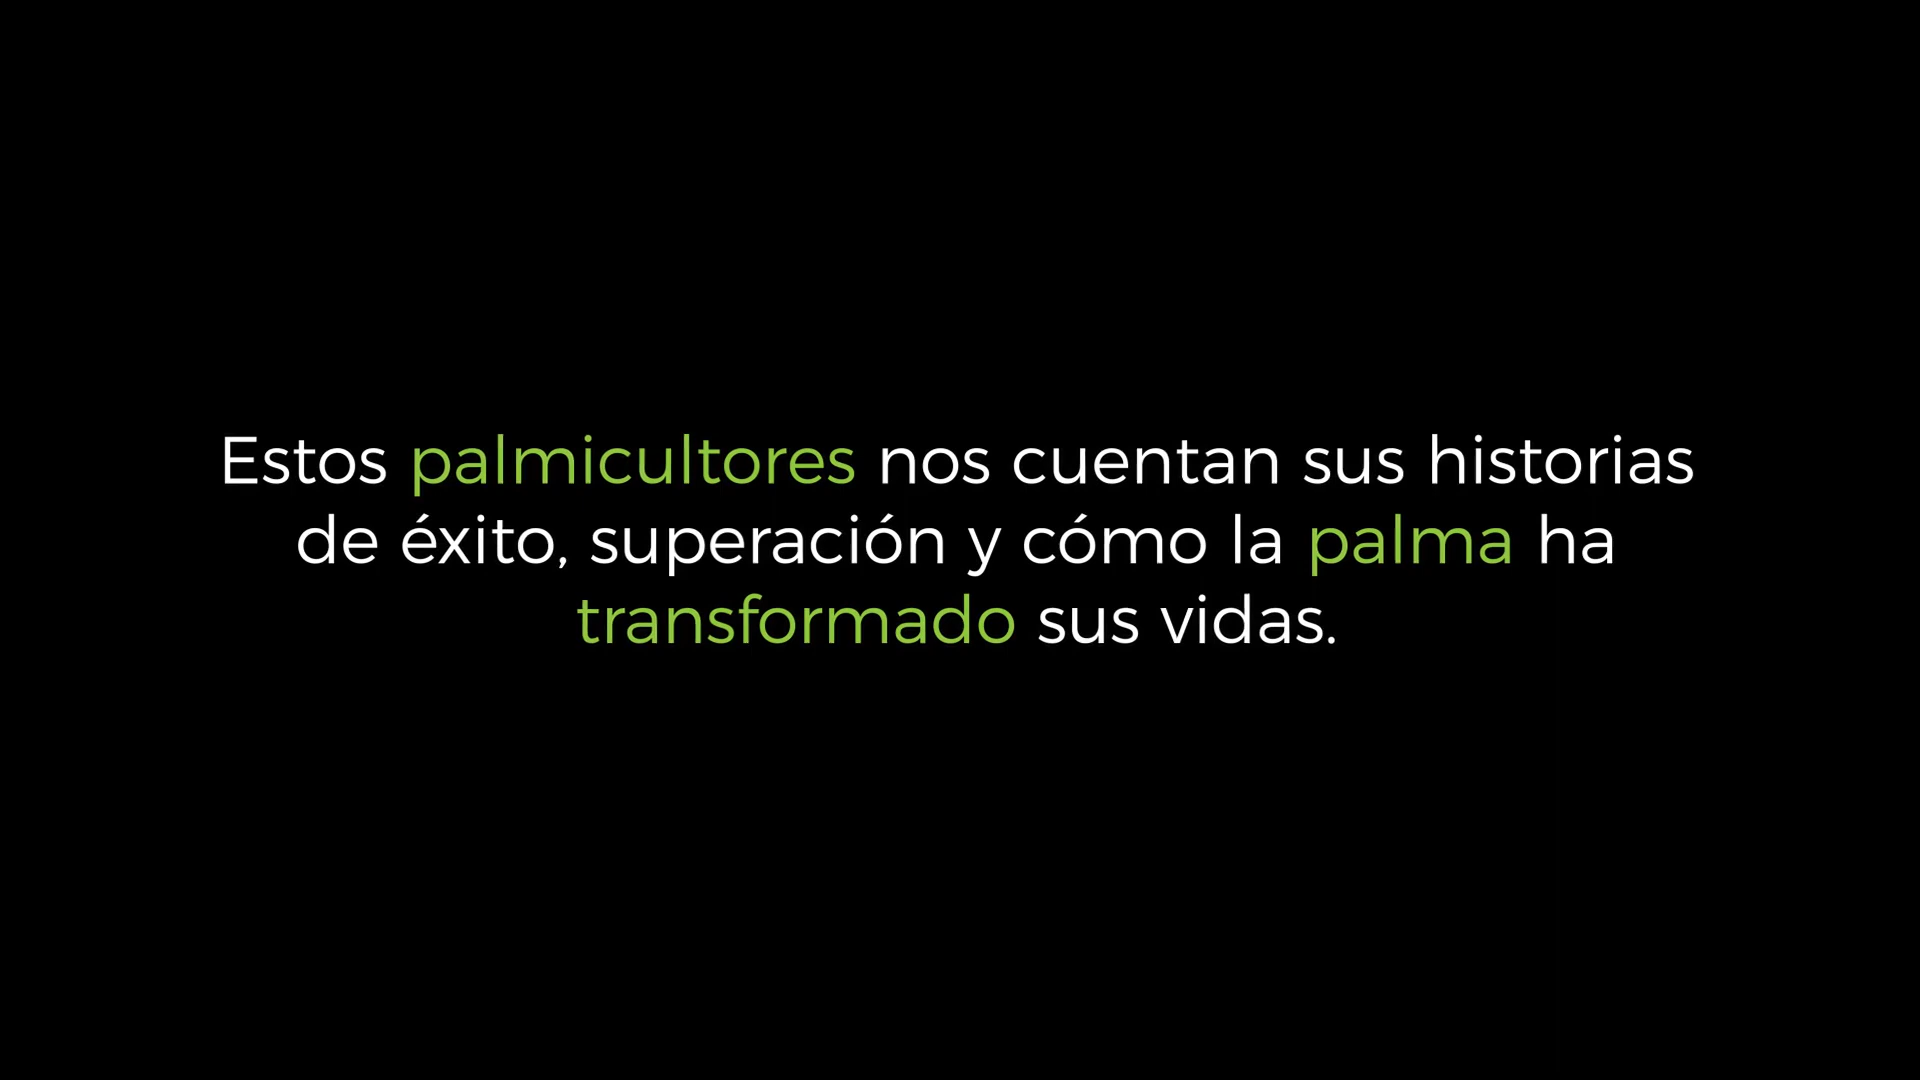 Estos palmicultores nos cuentan sus historias
de éxito, superación y cómo la palma ha
transformado sus vidas.